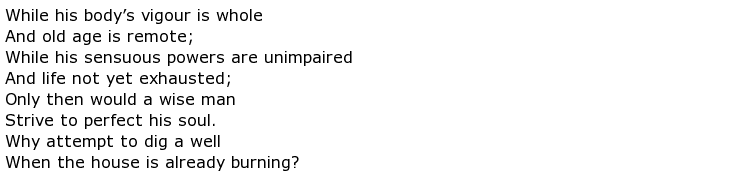 While his body’s vigour is whole
And old age is remote;
While his sensuous powers are unimpaired
And life not yet exhausted;
Only then would a wise man
Strive to perfect his soul.
Why attempt to dig a well
When the house is already burning?